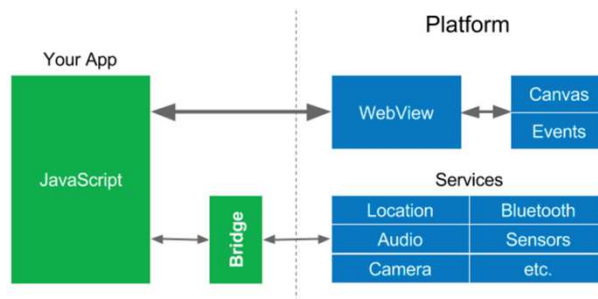 Platform
Your App
JavaScript
WebView
Canvas
Events
Bridge
Services
Location Bluetooth
Audio Sensors
Camera etc.